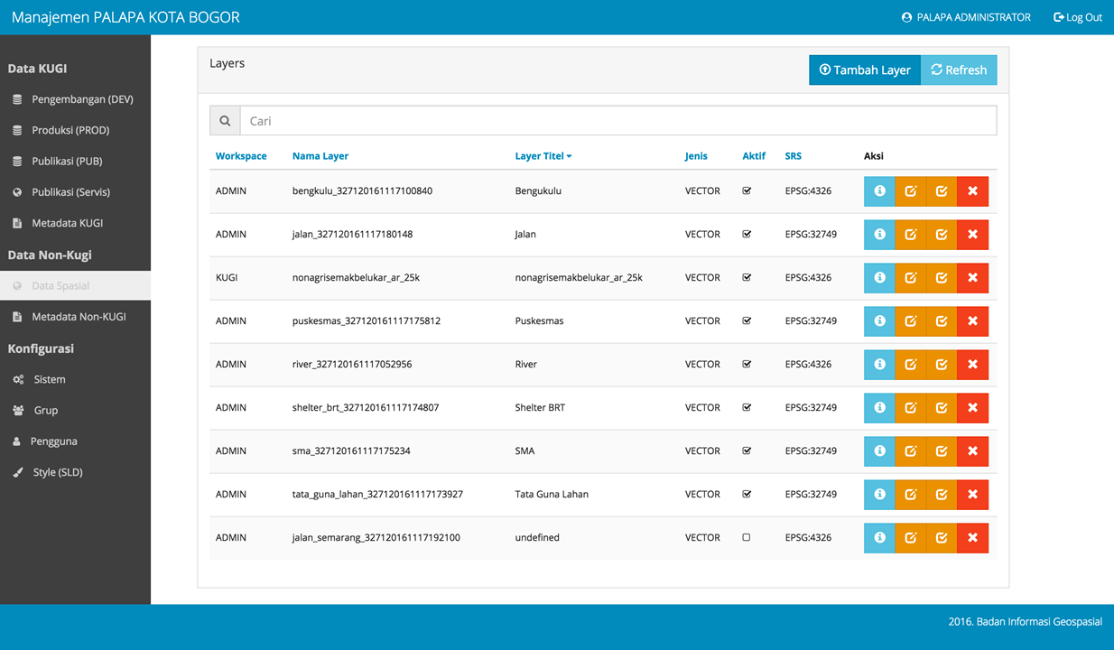 Manajemen PALAPA KOTA BOGOR
PALAPA ADMINISTRATOR
Log Out
Data KUGI
Pengembangan (DEV)
Produksi (PROD)
Publikasi (PUB)
Publikasi (Servis)
Metadata KUGI
Data Non-Kugi
Data Spasial
Metadata Non-KUGI
Konfigurasi
Sistem
Grup
Pengguna
Style (SLD)
Layers
Tambah Layer
Refresh
Cari
Workspace Nama Layer Layer Titel Jenis Aktif SRS Aksi
ADMIN bengkulu_327120161117100840 Bengukulu VECTOR EPSG:4326
ADMIN jalan_327120161117180148 Jalan VECTOR EPSG:32749
KUGI nonagrisemakbelukar_ar_25k nonagrisemakbelukar_ar_25k VECTOR EPSG:4326
ADMIN puskesmas_327120161117175812 Puskesmas VECTOR EPSG:32749
ADMIN river_327120161117052956 River VECTOR EPSG:4326
ADMIN shelter_brt_327120161117174807 Shelter BRT VECTOR EPSG:32749
ADMIN sma_327120161117175234 SMA VECTOR EPSG:32749
ADMIN tata_guna_lahan_327120161117173927 Tata Guna Lahan VECTOR EPSG:32749
ADMIN jalan_semarang_327120161117192100 undefined VECTOR EPSG:4326
2016. Badan Informasi Geospasial